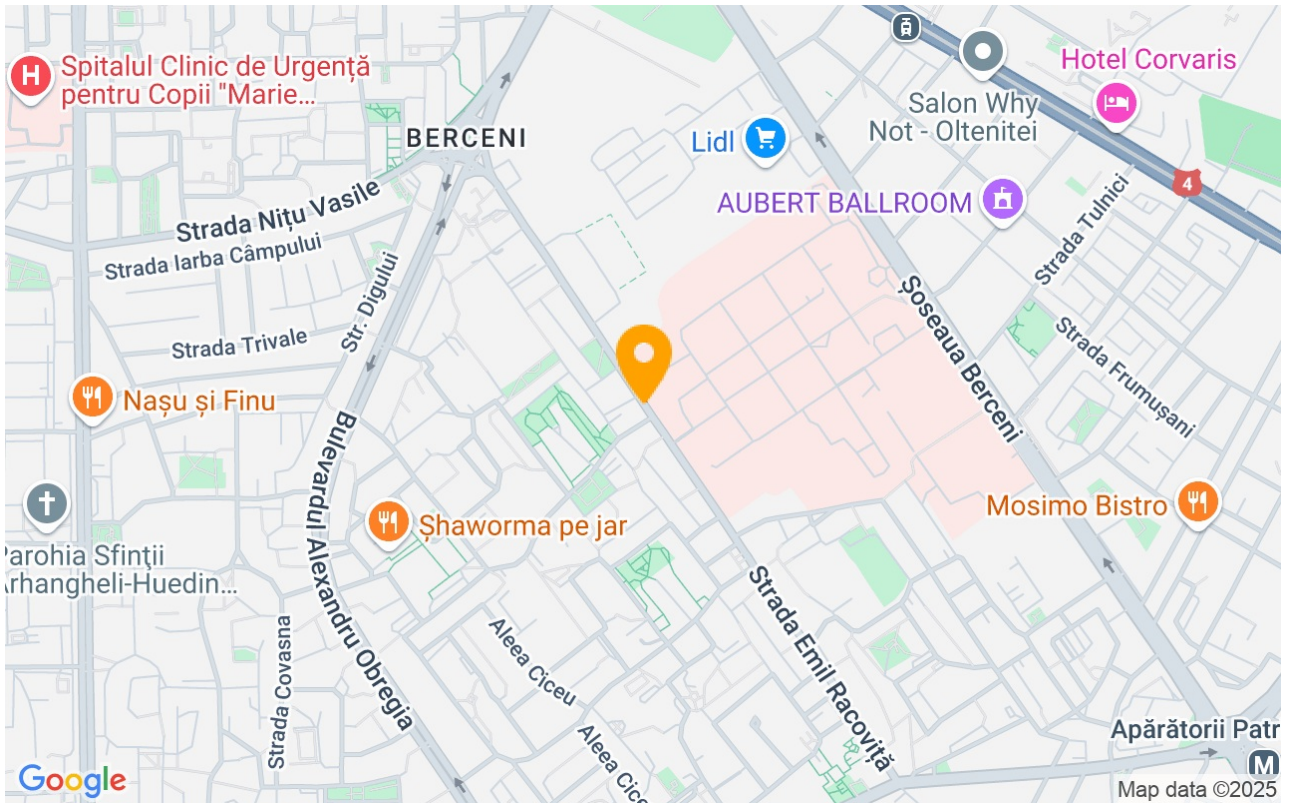 Spitalul Clinic de Urgență
pentru Copii "Marie...
H
BERCENI
Lidl
Salon Why
Not - Oltenitei
Hotel Corvaris
4
AUBERT BALLROOM
Strada Nițu Vasile
Strada Iarba Câmpului
Str. Digului
Strada Trivale
Strada Tulnici
Șoseaua Berceni
Strada Frumușani
Nașu și Finu
Bulevardul Alexandru Obregia
Șhaworma pe jar
Mosimo Bistro
Parohia Sfinţii
Arhangheli-Huedin...
Strada Covasna
Aleea Ciceu
Aleea Cice
Strada Emil Racoviță
Apărătorii Patr
M
Google
Map data ©2025